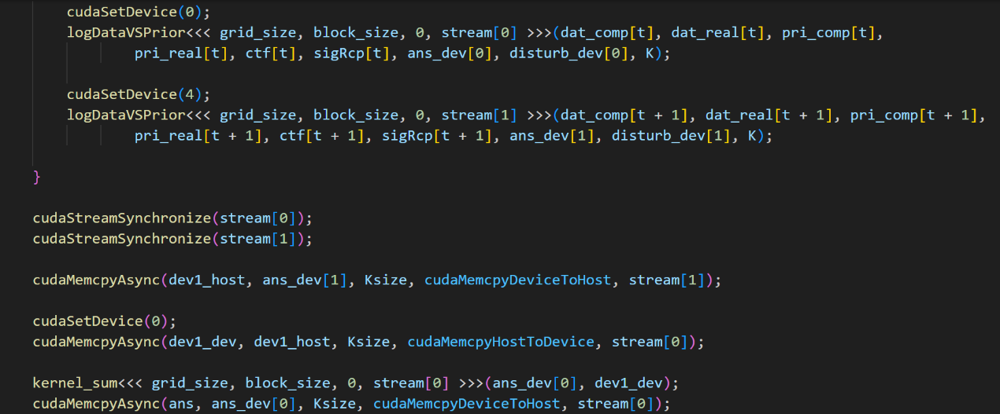 cudaSetDevice(0);
logDataVSPrior<<< grid_size, block_size, 0, stream[0] >>>(dat_comp[t], dat_real[t], pri_comp[t],
pri_real[t], ctf[t], sigRcp[t], ans_dev[0], disturb_dev[0], K);
cudaSetDevice(4);
logDataVSPrior<<< grid_size, block_size, 0, stream[1] >>>(dat_comp[t + 1], dat_real[t + 1], pri_comp[t + 1],
pri_real[t + 1], ctf[t + 1], sigRcp[t + 1], ans_dev[1], disturb_dev[1], K);
}
cudaStreamSynchronize(stream[0]);
cudaStreamSynchronize(stream[1]);
cudaMemcpyAsync(dev1_host, ans_dev[1], Ksize, cudaMemcpyDeviceToHost, stream[1]);
cudaSetDevice(0);
cudaMemcpyAsync(dev1_dev, dev1_host, Ksize, cudaMemcpyHostToDevice, stream[0]);
kernel_sum<<< grid_size, block_size, 0, stream[0] >>>(ans_dev[0], dev1_dev);
cudaMemcpyAsync(ans, ans_dev[0], Ksize, cudaMemcpyDeviceToHost, stream[0]);